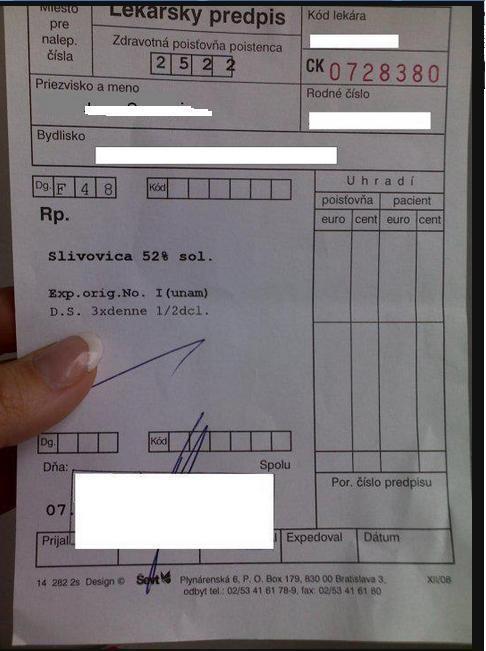 Miesto
pre
nalep.
čísla
Lekársky predpis
Zdravotná poisťovňa poistenca
2 5 2 2
Kód lekára
CK 0728380
Priezvisko a meno
Rodné číslo
Bydlisko
Dg. F 4 8
Kód
Uhradí
poisťovňa pacient
euro cent euro cent
Rp.
Slivovica 52% sol.
Exp.orig.No. I(unam)
D.S. 3xdenne 1/2dcl.
Dg.
Kód
Dňa:
Spolu
07.
Por. číslo predpisu
Prijal
Expedoval
Dátum
14 282 2s Design © Ševt Plynárenská 6, P. O. Box 179, 830 00 Bratislava 3, XII/08
odbyt tel.: 02/53 41 61 78-9, fax: 02/53 41 61 80